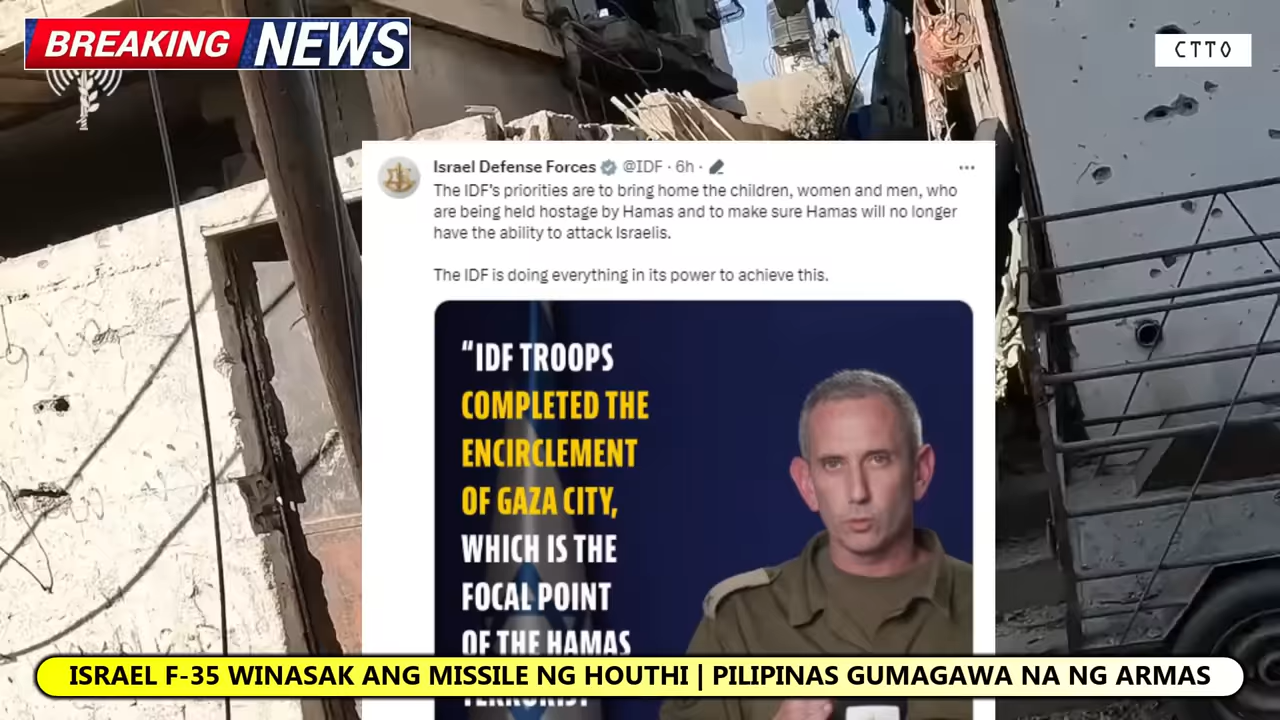 BREAKING NEWS
CTTO
Israel Defense Forces @IDF · 6h ·
The IDF's priorities are to bring home the children, women and men, who
are being held hostage by Hamas and to make sure Hamas will no longer
have the ability to attack Israelis.
The IDF is doing everything in its power to achieve this.
“IDF TROOPS
COMPLETED THE
ENCIRCLEMENT
OF GAZA CITY,
WHICH IS THE
FOCAL POINT
OF THE HAMAS
TERRORIST
ISRAEL F-35 WINASAK ANG MISSILE NG HOUTHI | PILIPINAS GUMAGAWA NA NG ARMAS